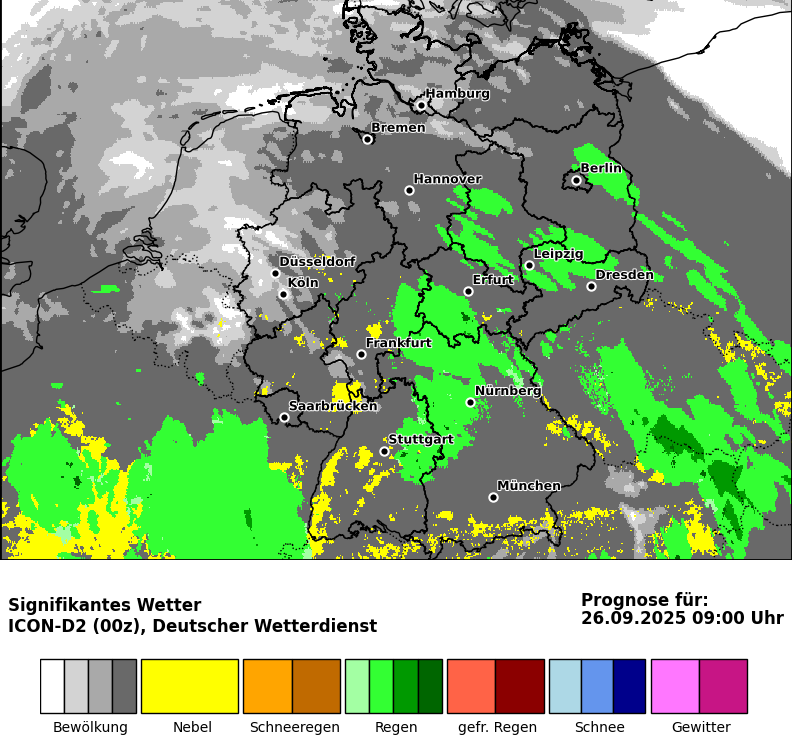 Hamburg
Bremen
Berlin
Hannover
Düsseldorf
Leipzig
Köln
Erfurt
Dresden
Frankfurt
Nürnberg
Saarbrücken
Stuttgart
München
Signifikantes Wetter
ICON-D2 (00z), Deutscher Wetterdienst
Prognose für:
26.09.2025 09:00 Uhr
Bewölkung
Nebel
Schneeregen
Regen
gefr. Regen
Schnee
Gewitter